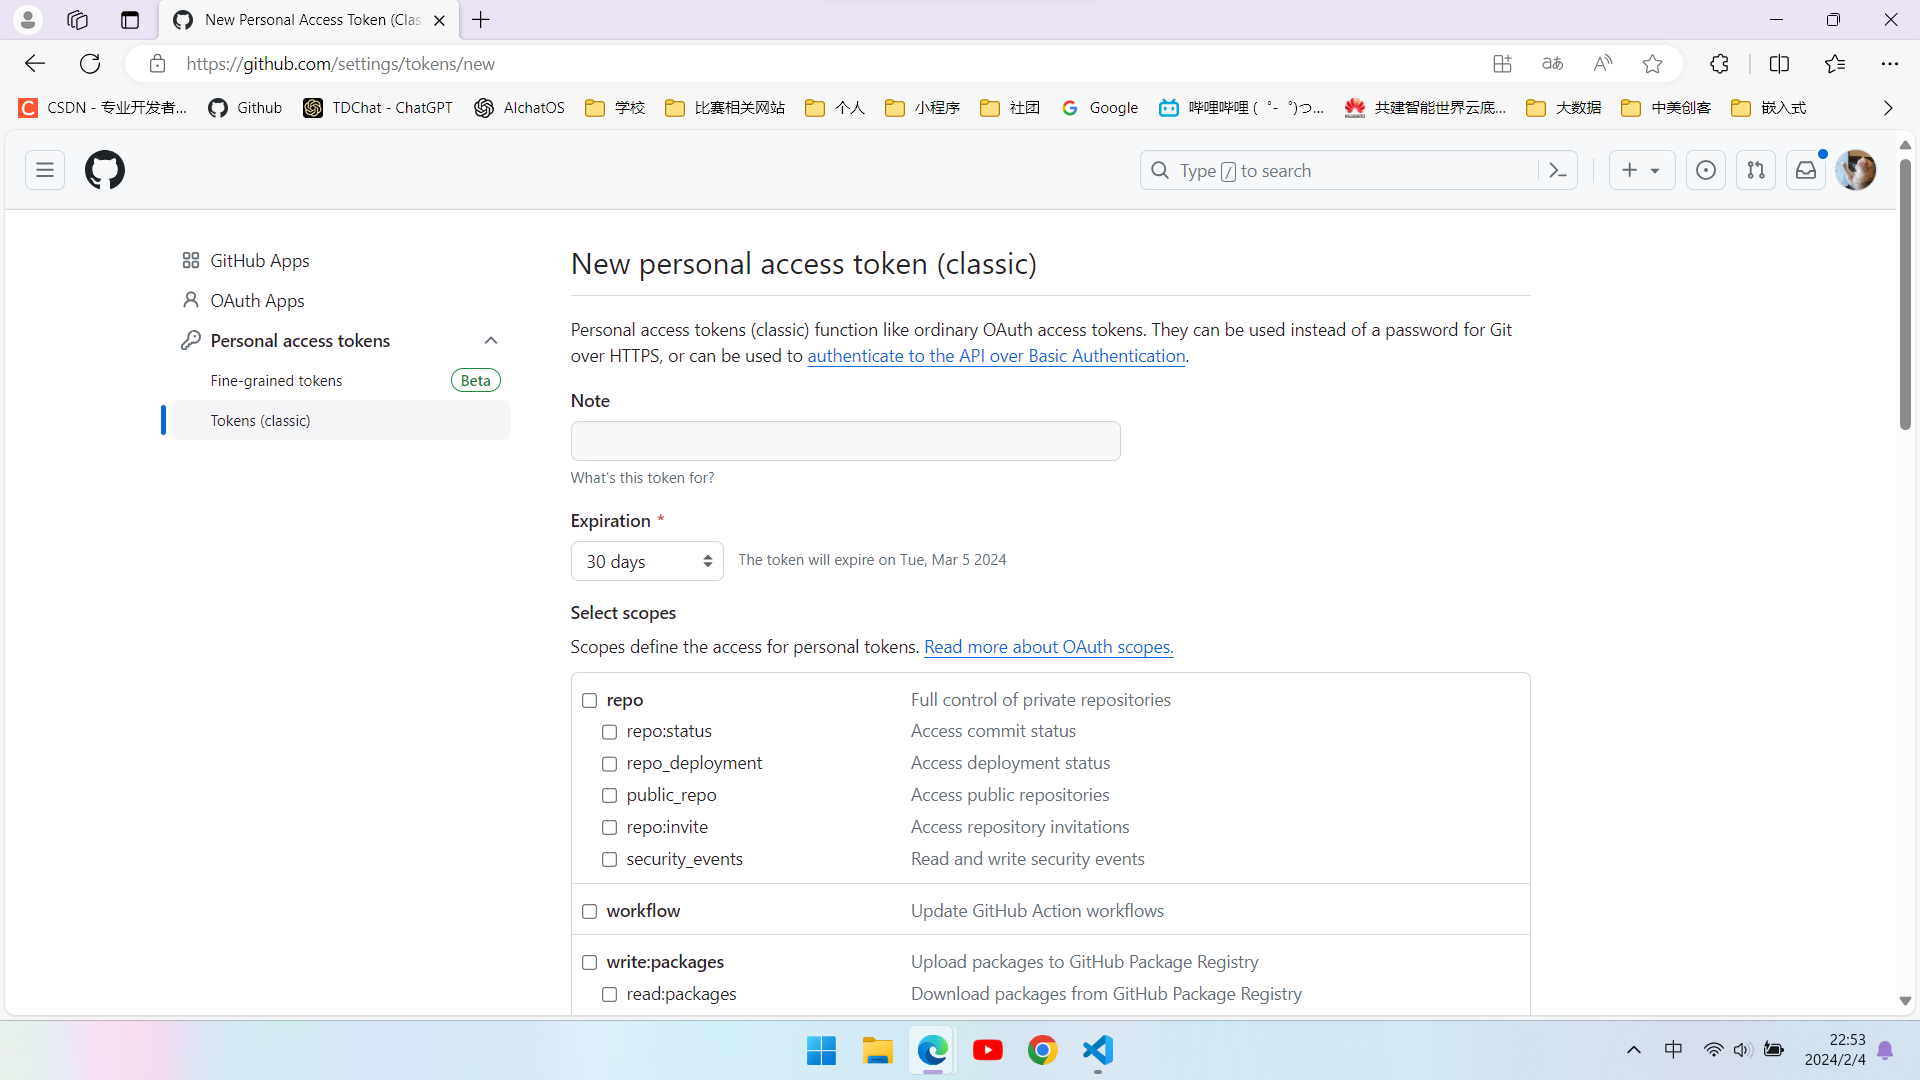 New Personal Access Token (Clas
https://github.com/settings/tokens/new
CSDN - 专业开发者...
Github
TDChat - ChatGPT
AIchatOS
学校
比赛相关网站
个人
小程序
社团
Google
哔哩哔哩 ( ゜- ゜)つ...
共建智能世界云底...
大数据
中美创客
嵌入式
Type / to search
GitHub Apps
OAuth Apps
Personal access tokens
Fine-grained tokens
Beta
Tokens (classic)
New personal access token (classic)
Personal access tokens (classic) function like ordinary OAuth access tokens. They can be used instead of a password for Git
over HTTPS, or can be used to authenticate to the API over Basic Authentication.
Note
What's this token for?
Expiration *
30 days
The token will expire on Tue, Mar 5 2024
Select scopes
Scopes define the access for personal tokens. Read more about OAuth scopes.
repo Full control of private repositories
repo:status Access commit status
repo_deployment Access deployment status
public_repo Access public repositories
repo:invite Access repository invitations
security_events Read and write security events
workflow Update GitHub Action workflows
write:packages Upload packages to GitHub Package Registry
read:packages Download packages from GitHub Package Registry
中
22:53
2024/2/4